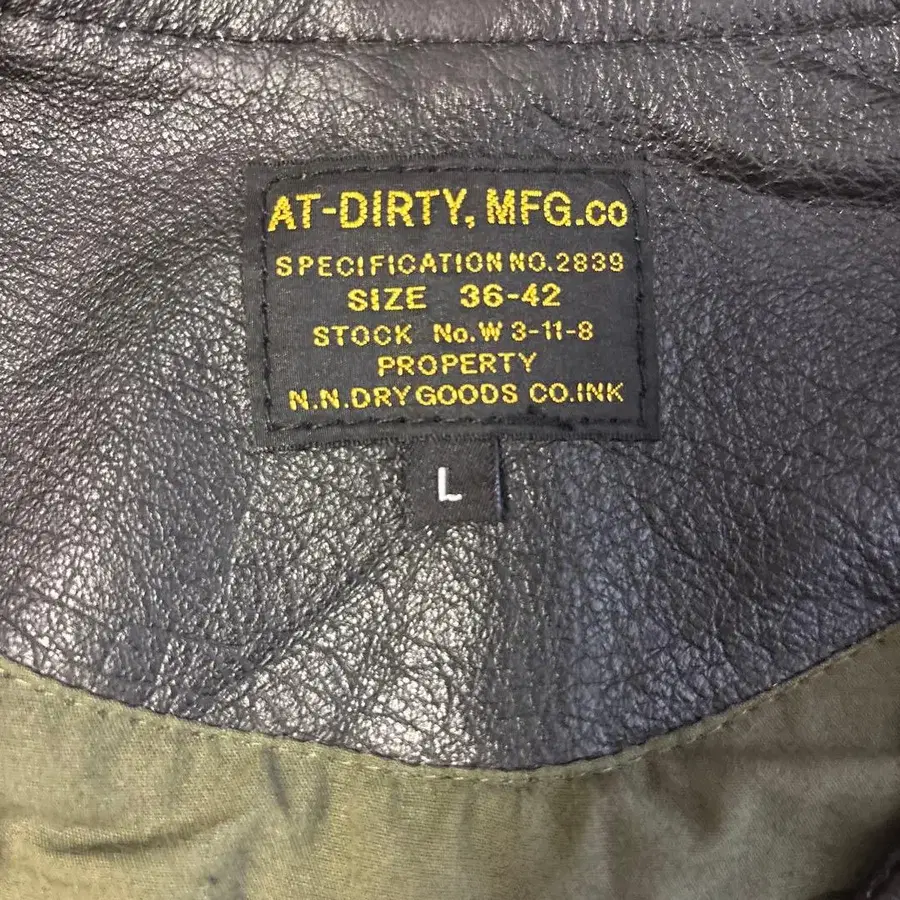 AT-DIRTY, MFG.co
SPECIFICATION NO.2839
SIZE 36-42
STOCK No.W 3-11-8
PROPERTY
N.N.DRY GOODS CO.INK
L